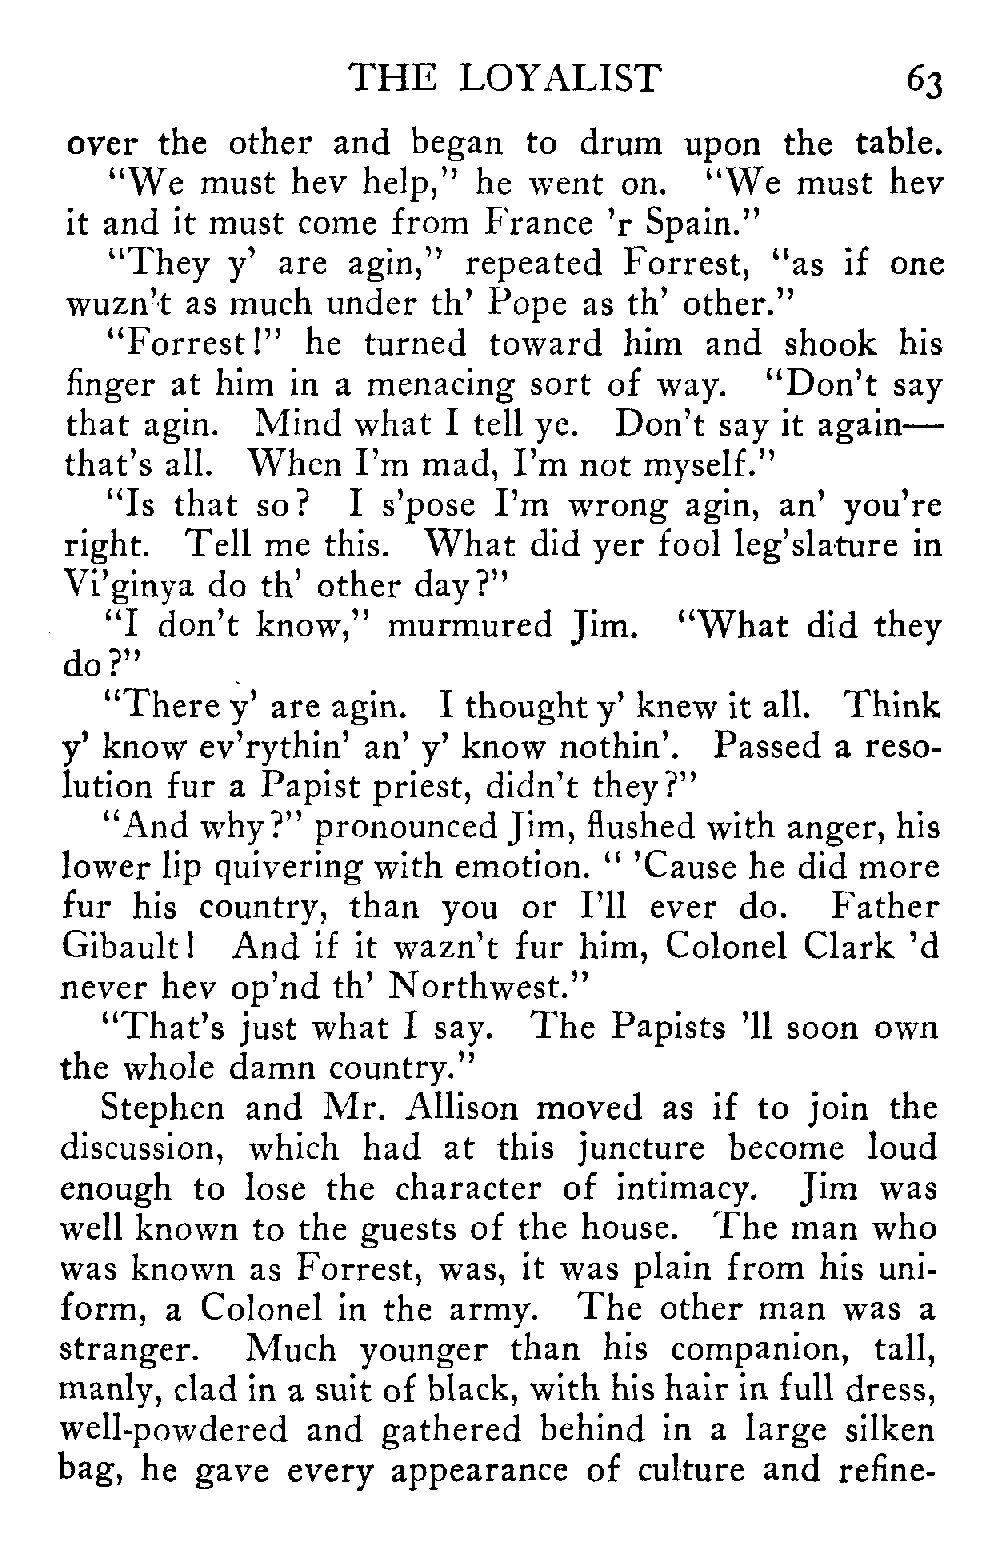 THE LOYALIST 63
over the other and began to drum upon the table.
“We must hev help,” he went on. “We must hev
it and it must come from France ’r Spain.”
“They y’ are agin,” repeated Forrest, “as if one
wuzn’t as much under th’ Pope as th’ other.”
“Forrest!” he turned toward him and shook his
finger at him in a menacing sort of way. “Don’t say
that agin. Mind what I tell ye. Don’t say it again—
that’s all. When I’m mad, I’m not myself.”
“Is that so? I s’pose I’m wrong agin, an’ you’re
right. Tell me this. What did yer fool leg’slature in
Vi’ginya do th’ other day?”
“I don’t know,” murmured Jim. “What did they
do?”
“There y’ are agin. I thought y’ knew it all. Think
y’ know ev’rythin’ an’ y’ know nothin’. Passed a reso-
lution fur a Papist priest, didn’t they?”
“And why?” pronounced Jim, flushed with anger, his
lower lip quivering with emotion. “ ’Cause he did more
fur his country, than you or I’ll ever do. Father
Gibault! And if it wazn’t fur him, Colonel Clark ’d
never hev op’nd th’ Northwest.”
“That’s just what I say. The Papists ’ll soon own
the whole damn country.”
Stephen and Mr. Allison moved as if to join the
discussion, which had at this juncture become loud
enough to lose the character of intimacy. Jim was
well known to the guests of the house. The man who
was known as Forrest, was, it was plain from his uni-
form, a Colonel in the army. The other man was a
stranger. Much younger than his companion, tall,
manly, clad in a suit of black, with his hair in full dress,
well-powdered and gathered behind in a large silken
bag, he gave every appearance of culture and refine-